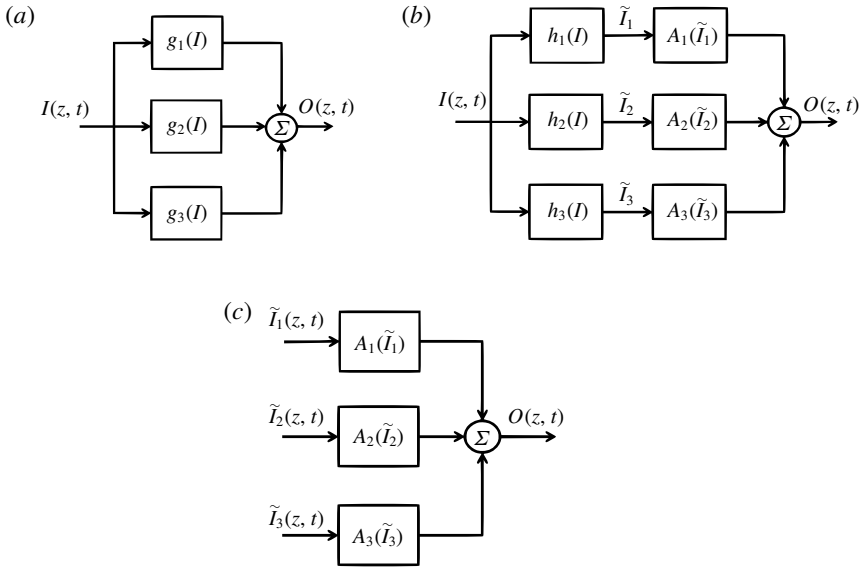 (a)
g₁(I)
I(z, t)
g₂(I)
Σ
O(z, t)
g₃(I)
(b)
h₁(I)
Ĩ₁
A₁(Ĩ₁)
I(z, t)
h₂(I)
Ĩ₂
A₂(Ĩ₂)
Σ
O(z, t)
h₃(I)
Ĩ₃
A₃(Ĩ₃)
(c)
Ĩ₁(z, t)
A₁(Ĩ₁)
Ĩ₂(z, t)
A₂(Ĩ₂)
Σ
O(z, t)
Ĩ₃(z, t)
A₃(Ĩ₃)